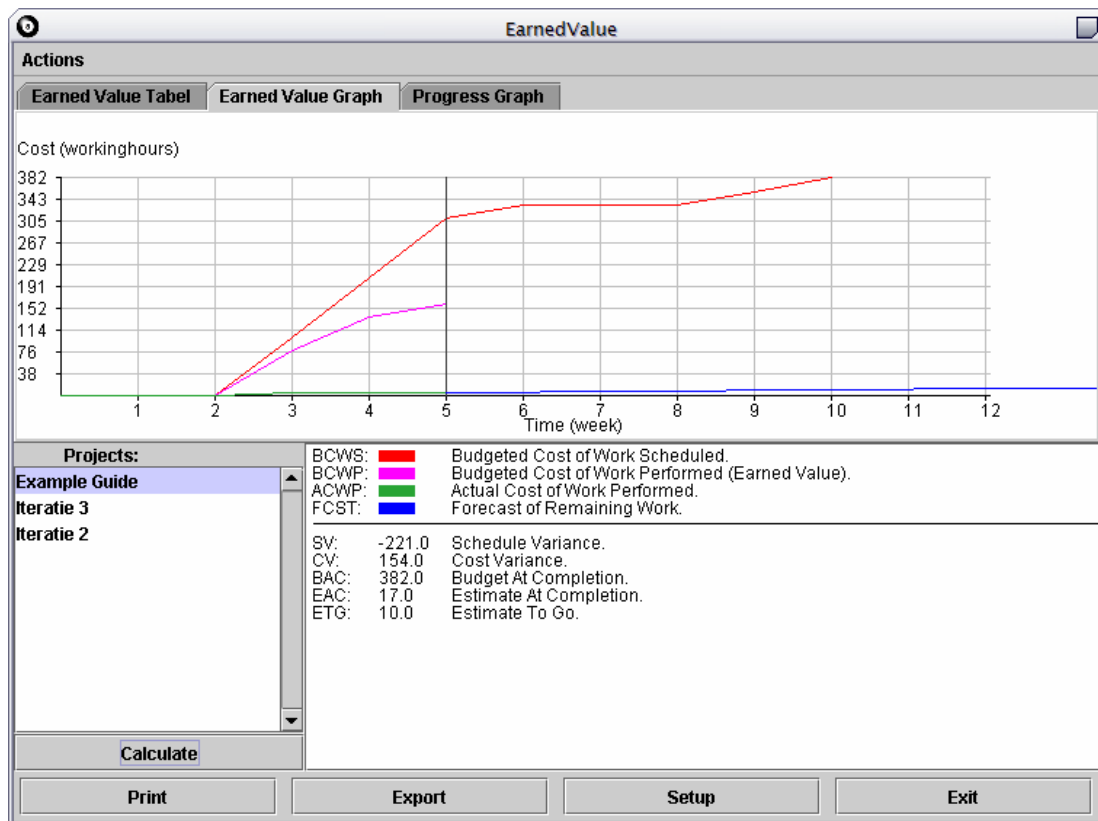 EarnedValue
Actions
Earned Value Tabel Earned Value Graph Progress Graph
Cost (workinghours)
382
343
305
267
229
191
152
114
76
38
1 2 3 4 5 6 7 8 9 10 11 12
Time (week)
Projects:
Example Guide
Iteratie 3
Iteratie 2
Calculate
BCWS: Budgeted Cost of Work Scheduled.
BCWP: Budgeted Cost of Work Performed (Earned Value).
ACWP: Actual Cost of Work Performed.
FCST: Forecast of Remaining Work.
SV: -221.0 Schedule Variance.
CV: 154.0 Cost Variance.
BAC: 382.0 Budget At Completion.
EAC: 17.0 Estimate At Completion.
ETG: 10.0 Estimate To Go.
Print Export Setup Exit